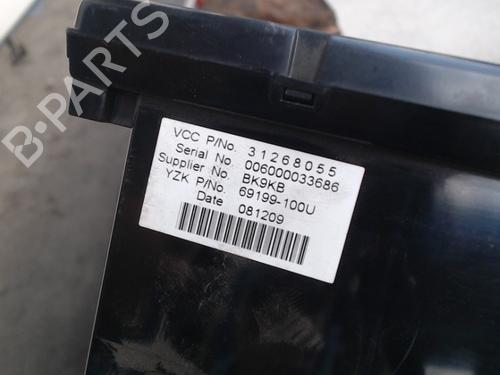 B-PARTS
VCC P/No. 31268055
Serial No. 006000033686
Supplier No. BK9KB
YZK P/No. 69199-100U
Date 081209